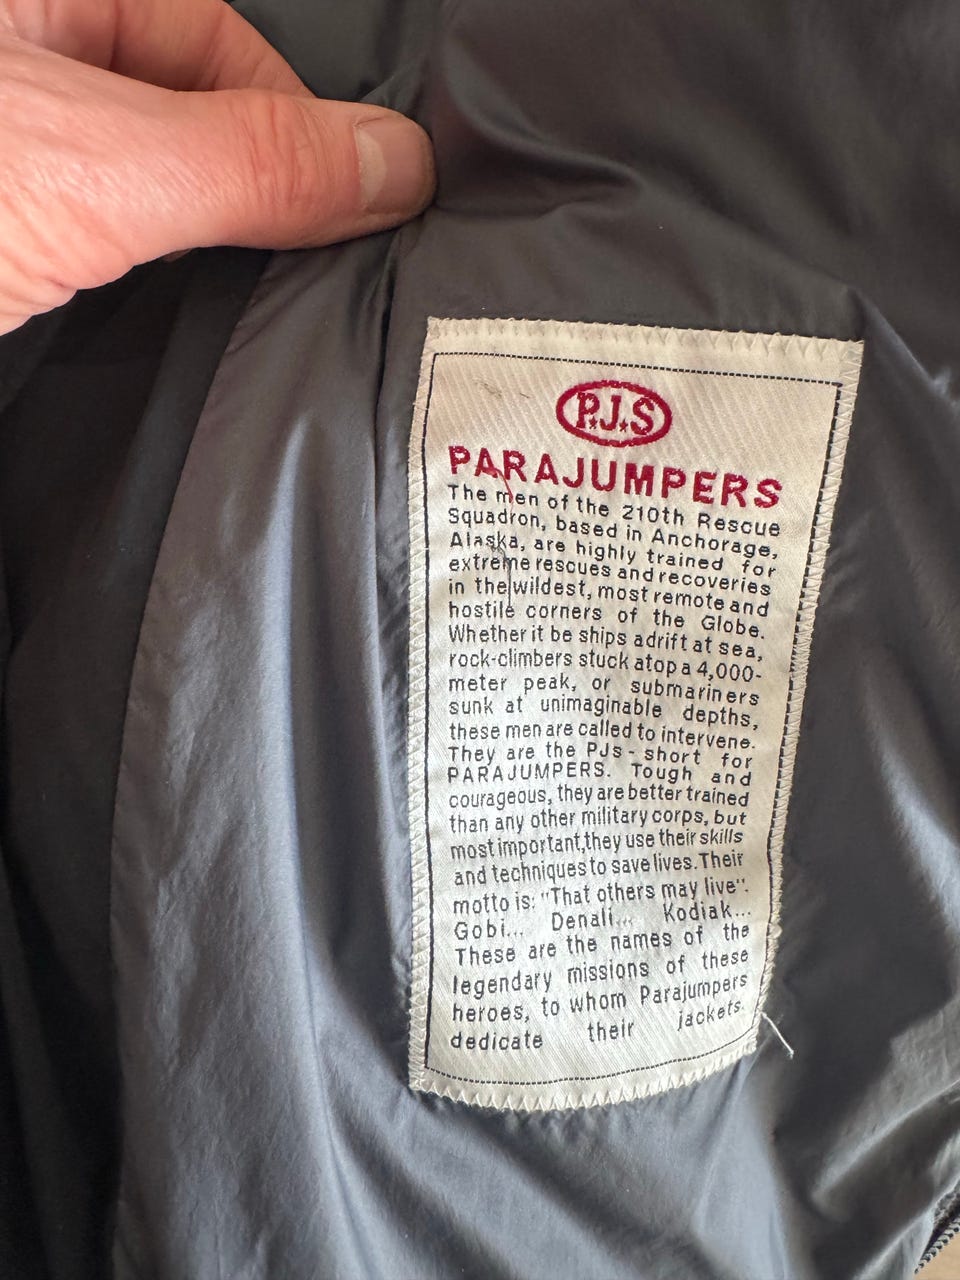 P.J.S
PARAJUMPERS
The men of the 210th Rescue
Squadron, based in Anchorage,
Alaska, are highly trained for
extreme rescues and recoveries
in the wildest, most remote and
hostile corners of the Globe.
Whether it be ships adrift at sea,
rock-climbers stuck atop a 4,000-
meter peak, or submariners
sunk at unimaginable depths,
these men are called to intervene.
They are the PJs - short for
PARAJUMPERS. Tough and
courageous, they are better trained
than any other military corps, but
most important,they use their skills
and techniques to save lives. Their
motto is: "That others may live".
Gobi... Denali... Kodiak...
These are the names of the
legendary missions of these
heroes, to whom Parajumpers
dedicate their jackets.